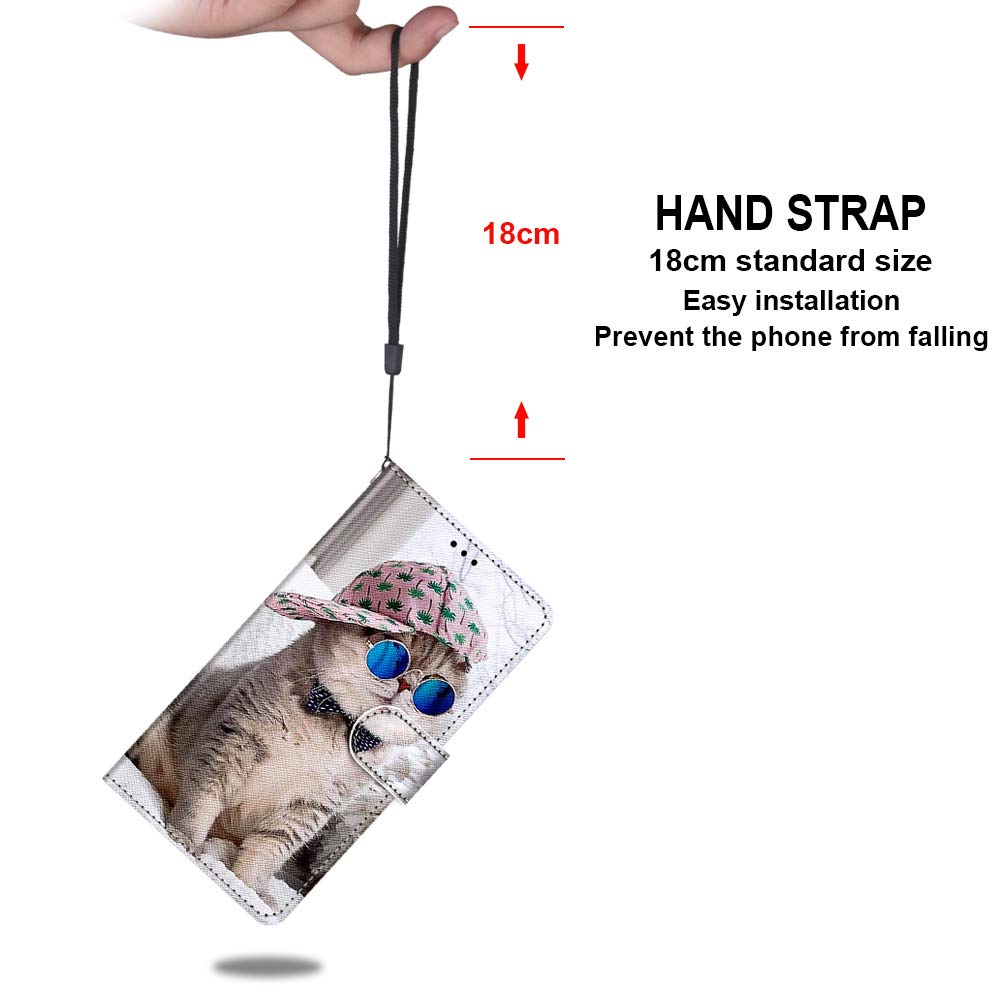 18cm
HAND STRAP
18cm standard size
Easy installation
Prevent the phone from falling